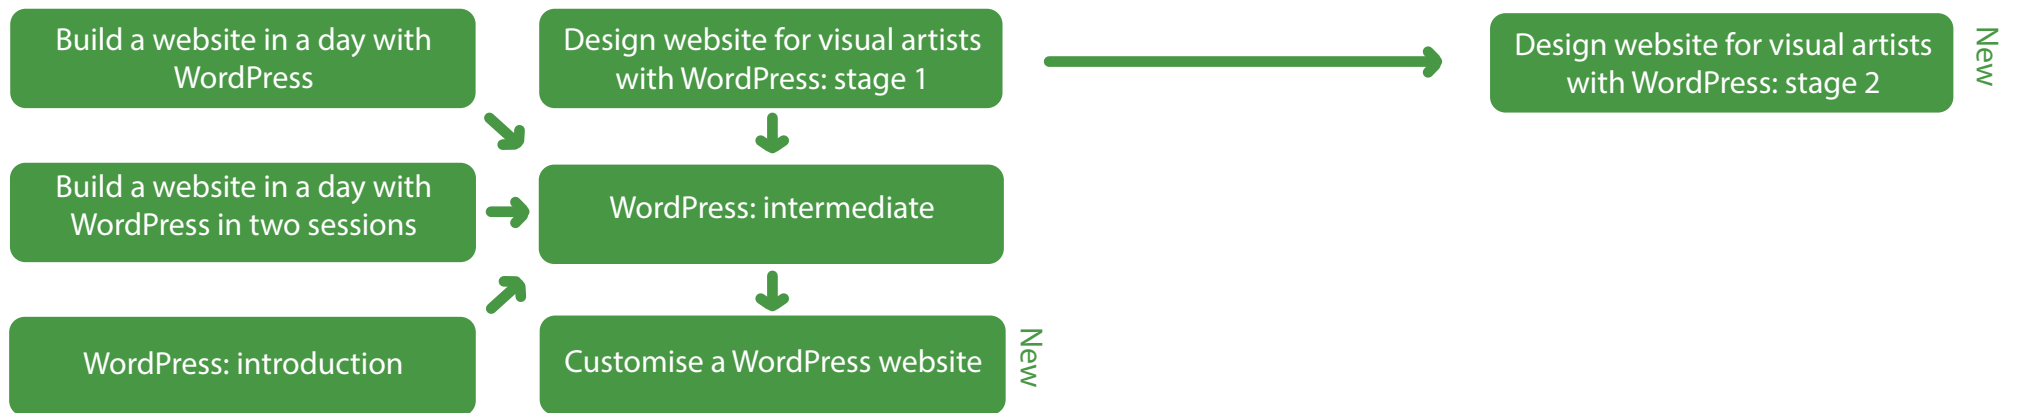 Build a website in a day with
WordPress
Design website for visual artists
with WordPress: stage 1
Design website for visual artists
with WordPress: stage 2
New
Build a website in a day with
WordPress in two sessions
WordPress: intermediate
WordPress: introduction
Customise a WordPress website
New